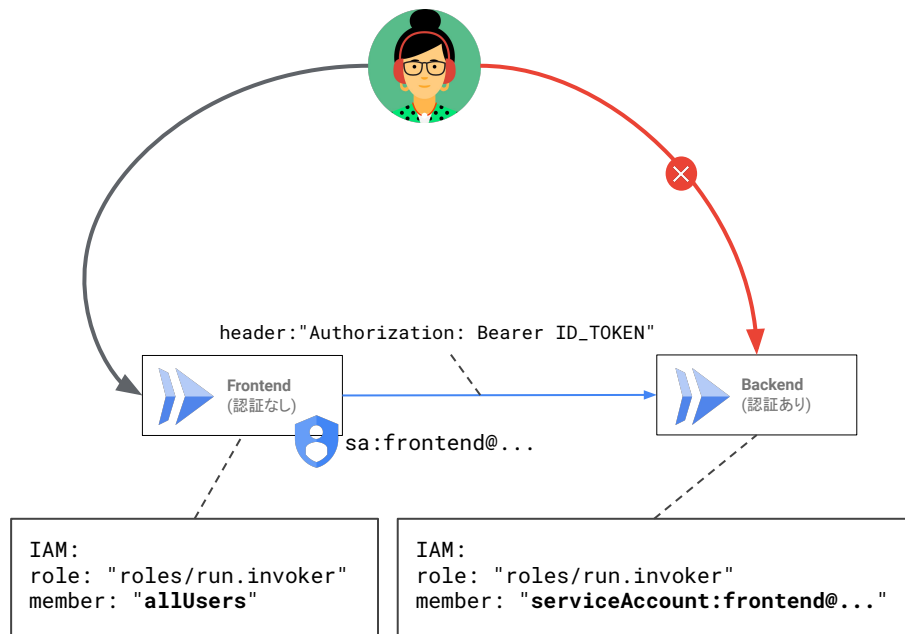 header:"Authorization: Bearer ID_TOKEN"
Frontend
(認証なし)
Backend
(認証あり)
sa:frontend@...
IAM:
role: "roles/run.invoker"
member: "allUsers"
IAM:
role: "roles/run.invoker"
member: "serviceAccount:frontend@..."